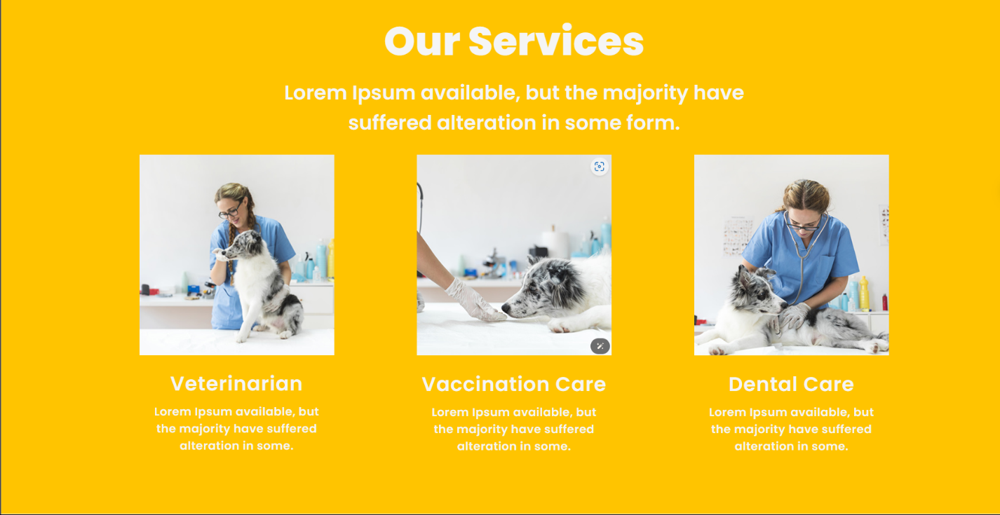 Our Services
Lorem Ipsum available, but the majority have
suffered alteration in some form.
Veterinarian
Lorem Ipsum available, but
the majority have suffered
alteration in some.
Vaccination Care
Lorem Ipsum available, but
the majority have suffered
alteration in some.
Dental Care
Lorem Ipsum available, but
the majority have suffered
alteration in some.